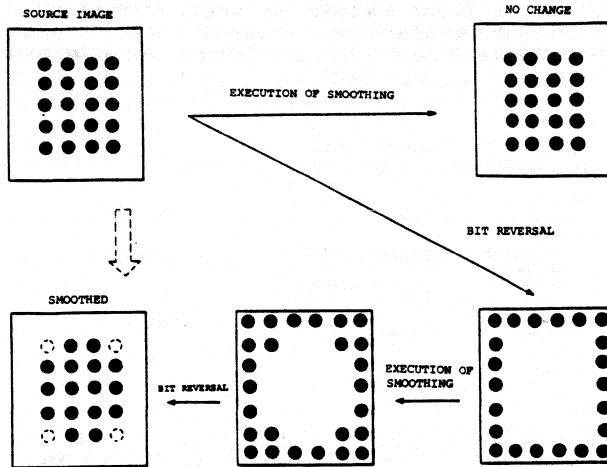 SOURCE IMAGE
NO CHANGE
EXECUTION OF SMOOTHING
BIT REVERSAL
SMOOTHED
EXECUTION OF
SMOOTHING
BIT REVERSAL